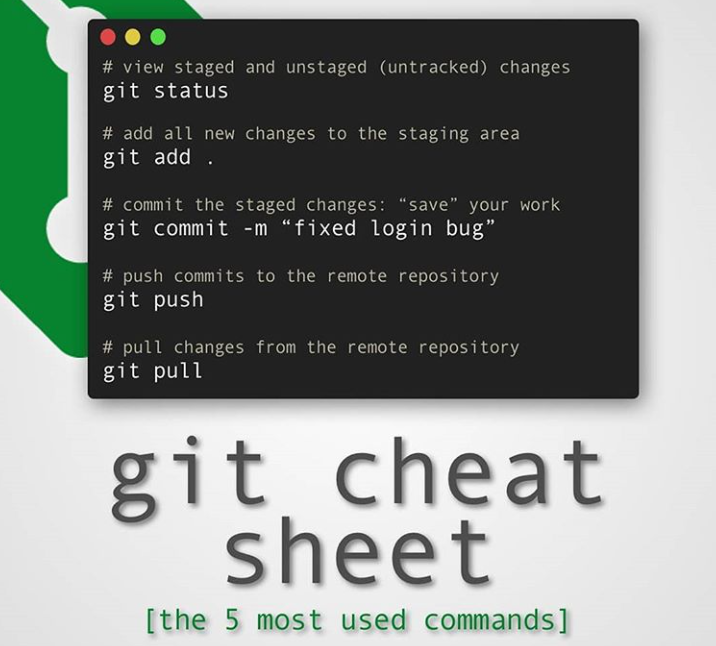 # view staged and unstaged (untracked) changes
git status
# add all new changes to the staging area
git add .
# commit the staged changes: “save” your work
git commit -m “fixed login bug”
# push commits to the remote repository
git push
# pull changes from the remote repository
git pull
git cheat
sheet
[the 5 most used commands]